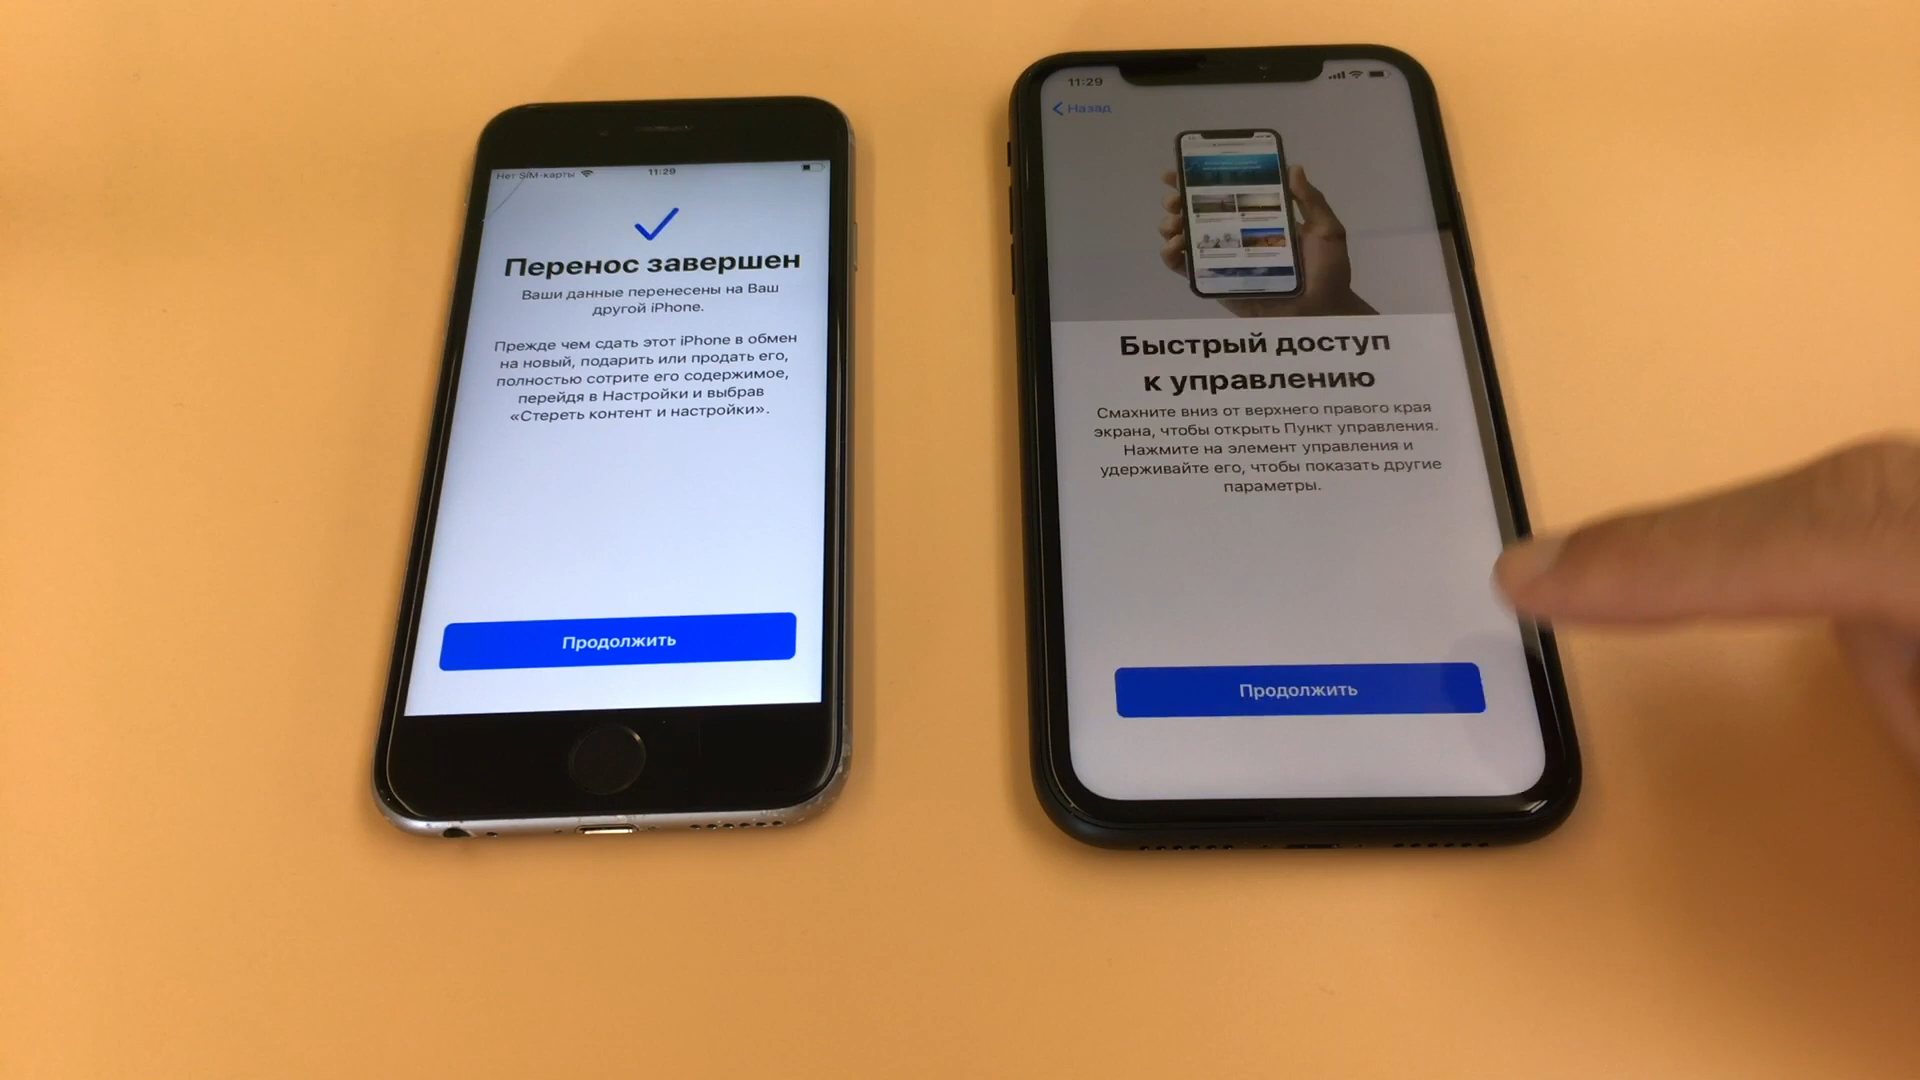 Нет SIM-карты
11:29
Перенос завершен
Ваши данные перенесены на Ваш
другой iPhone.
Прежде чем сдать этот iPhone в обмен
на новый, подарить или продать его,
полностью сотрите его содержимое,
перейдя в Настройки и выбрав
«Стереть контент и настройки».
Продолжить
11:29
Назад
Быстрый доступ
к управлению
Смахните вниз от верхнего правого края
экрана, чтобы открыть Пункт управления.
Нажмите на элемент управления и
удерживайте его, чтобы показать другие
параметры.
Продолжить